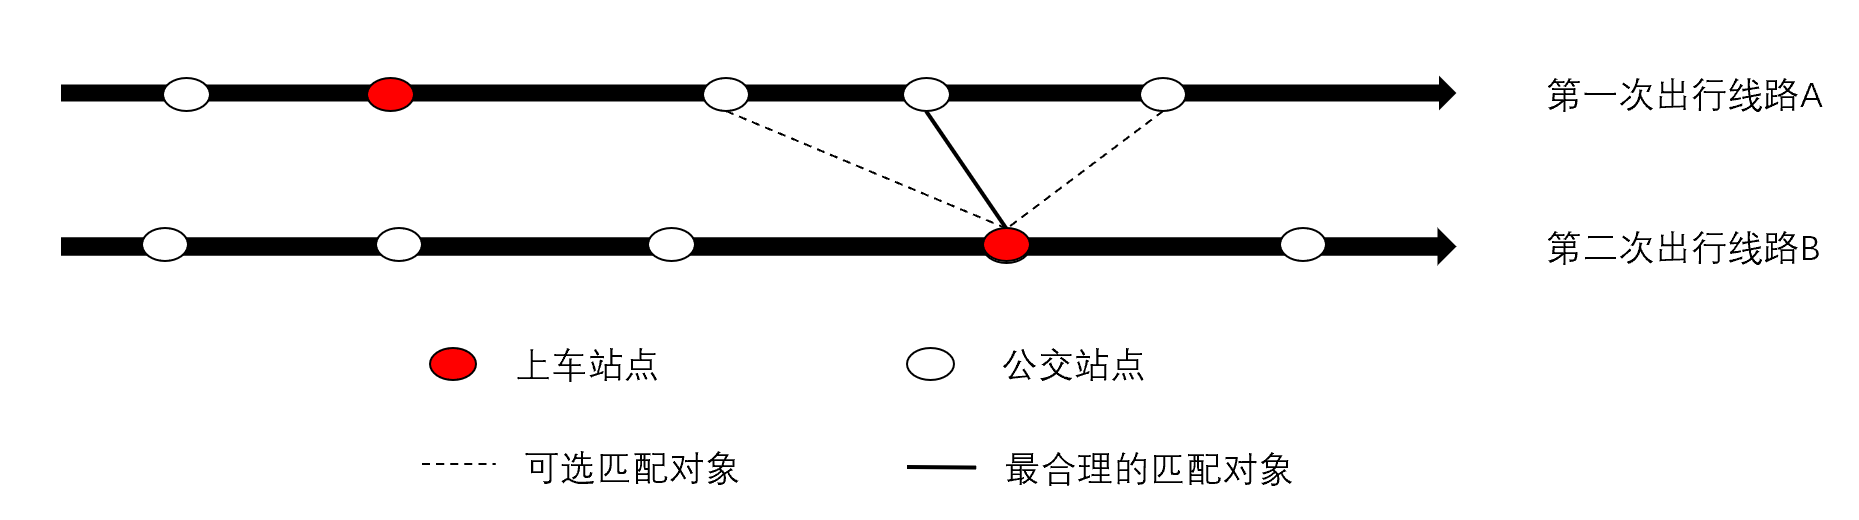 第一次出行线路A
第二次出行线路B
上车站点
公交站点
可选匹配对象
最合理的匹配对象